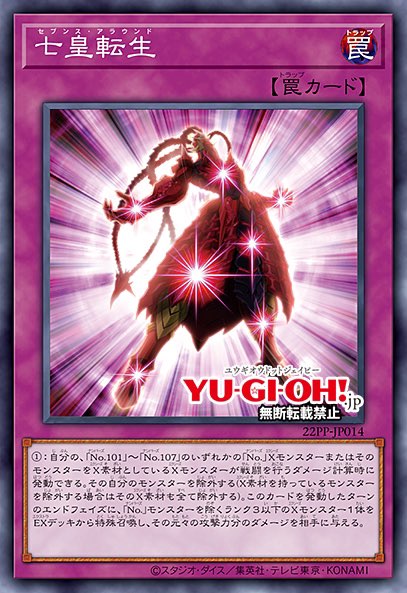 セブンス・アラウンド
七皇転生
トラップ
罠
トラップ
【罠カード】
ユウギオウドットジェイピー
YU-GI-OH!.jp
無断転載禁止
22PP-JP014
①：自分の、「No.101」～「No.107」のいずれかの「No.」Xモンスターまたはその
モンスターをX素材としているXモンスターが戦闘を行うダメージ計算時に
発動できる。その自分のモンスターを除外する(X素材を持っているモンスター
を除外する場合はそのX素材も全て除外する)。このカードを発動したターン
のエンドフェイズに、「No.」モンスターを除くランク３以下のXモンスター１体を
EXデッキから特殊召喚し、その元々の攻撃力分のダメージを相手に与える。
©スタジオ・ダイス／集英社・テレビ東京・KONAMI